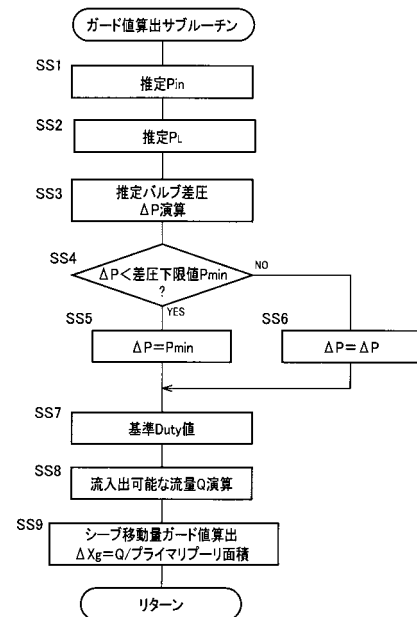 ガード値算出サブルーチン
SS1
推定Pin
SS2
推定PL
SS3
推定バルブ差圧
ΔP演算
SS4
ΔP<差圧下限値Pmin
?
NO
YES
SS5
ΔP=Pmin
SS6
ΔP=ΔP
SS7
基準Duty値
SS8
流入出可能な流量Q演算
SS9
シーブ移動量ガード値算出
ΔXg=Q/プライマリプーリ面積
リターン